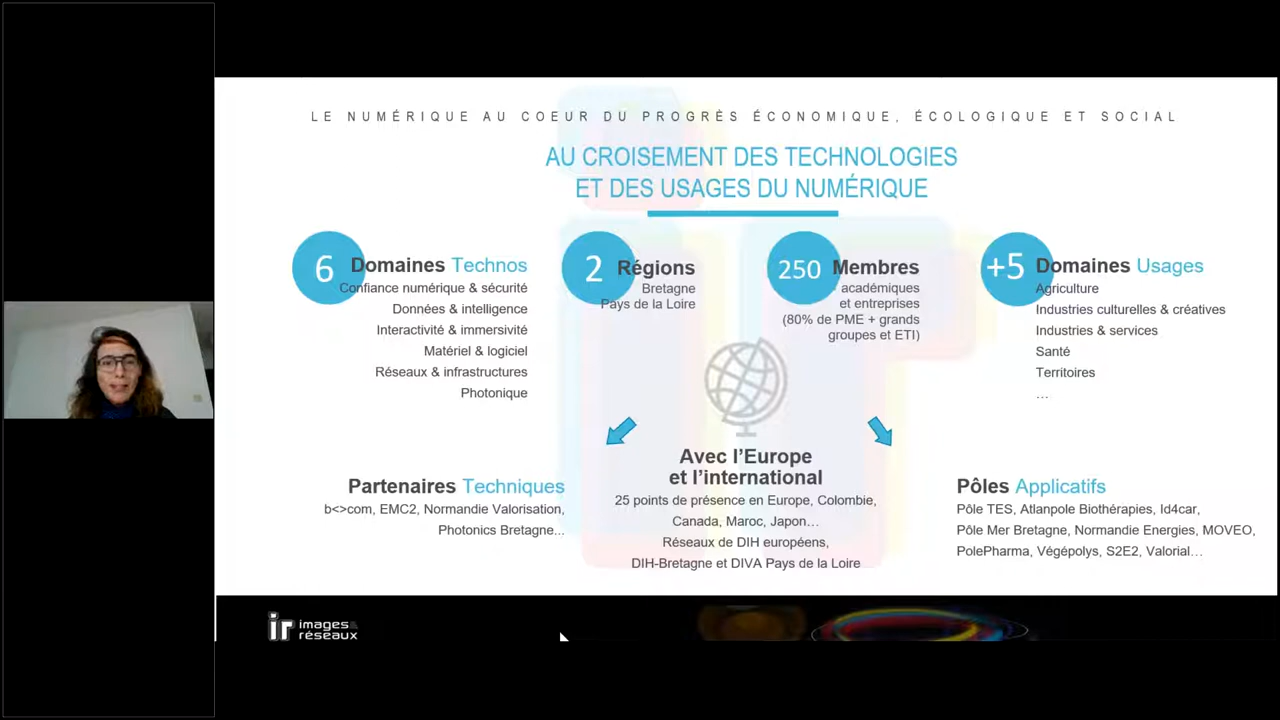 LE NUMÉRIQUE AU COEUR DU PROGRÈS ÉCONOMIQUE, ÉCOLOGIQUE ET SOCIAL
AU CROISEMENT DES TECHNOLOGIES
ET DES USAGES DU NUMÉRIQUE
6 Domaines Technos
Confiance numérique & sécurité
Données & intelligence
Interactivité & immersivité
Matériel & logiciel
Réseaux & infrastructures
Photonique
2 Régions
Bretagne
Pays de la Loire
250 Membres
académiques
et entreprises
(80% de PME + grands
groupes et ETI)
+5 Domaines Usages
Agriculture
Industries culturelles & créatives
Industries & services
Santé
Territoires
…
Partenaires Techniques
b<>com, EMC2, Normandie Valorisation,
Photonics Bretagne...
Avec l’Europe
et l’international
25 points de présence en Europe, Colombie,
Canada, Maroc, Japon…
Réseaux de DIH européens,
DIH-Bretagne et DIVA Pays de la Loire
Pôles Applicatifs
Pôle TES, Atlanpole Biothérapies, Id4car,
Pôle Mer Bretagne, Normandie Energies, MOVEO,
PolePharma, Végépolys, S2E2, Valorial…
ir images&
réseaux